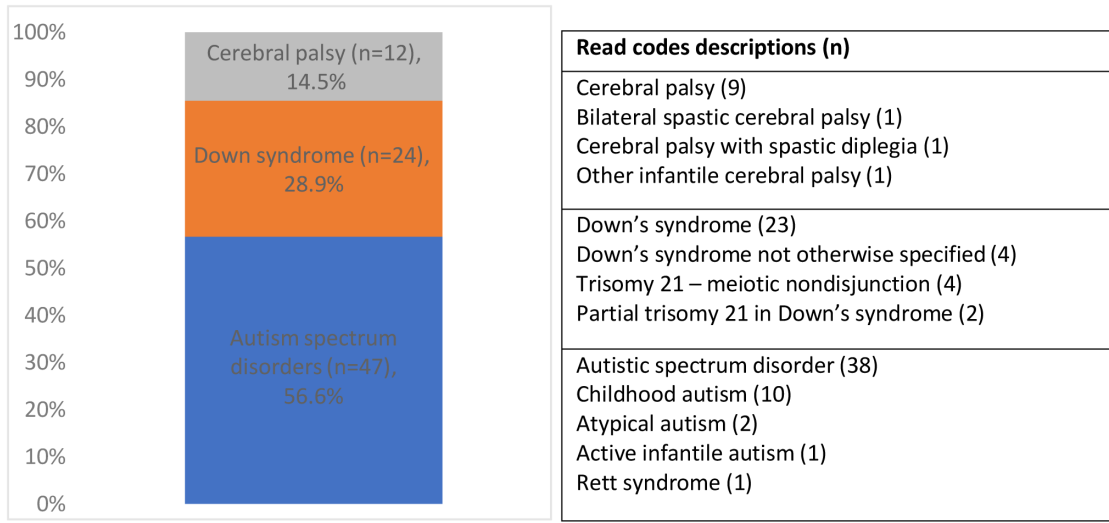 100%
90%
80%
70%
60%
50%
40%
30%
20%
10%
0%
Cerebral palsy (n=12),
14.5%
Down syndrome (n=24),
28.9%
Autism spectrum
disorders (n=47),
56.6%
Read codes descriptions (n)
Cerebral palsy (9)
Bilateral spastic cerebral palsy (1)
Cerebral palsy with spastic diplegia (1)
Other infantile cerebral palsy (1)
Down’s syndrome (23)
Down’s syndrome not otherwise specified (4)
Trisomy 21 – meiotic nondisjunction (4)
Partial trisomy 21 in Down’s syndrome (2)
Autistic spectrum disorder (38)
Childhood autism (10)
Atypical autism (2)
Active infantile autism (1)
Rett syndrome (1)